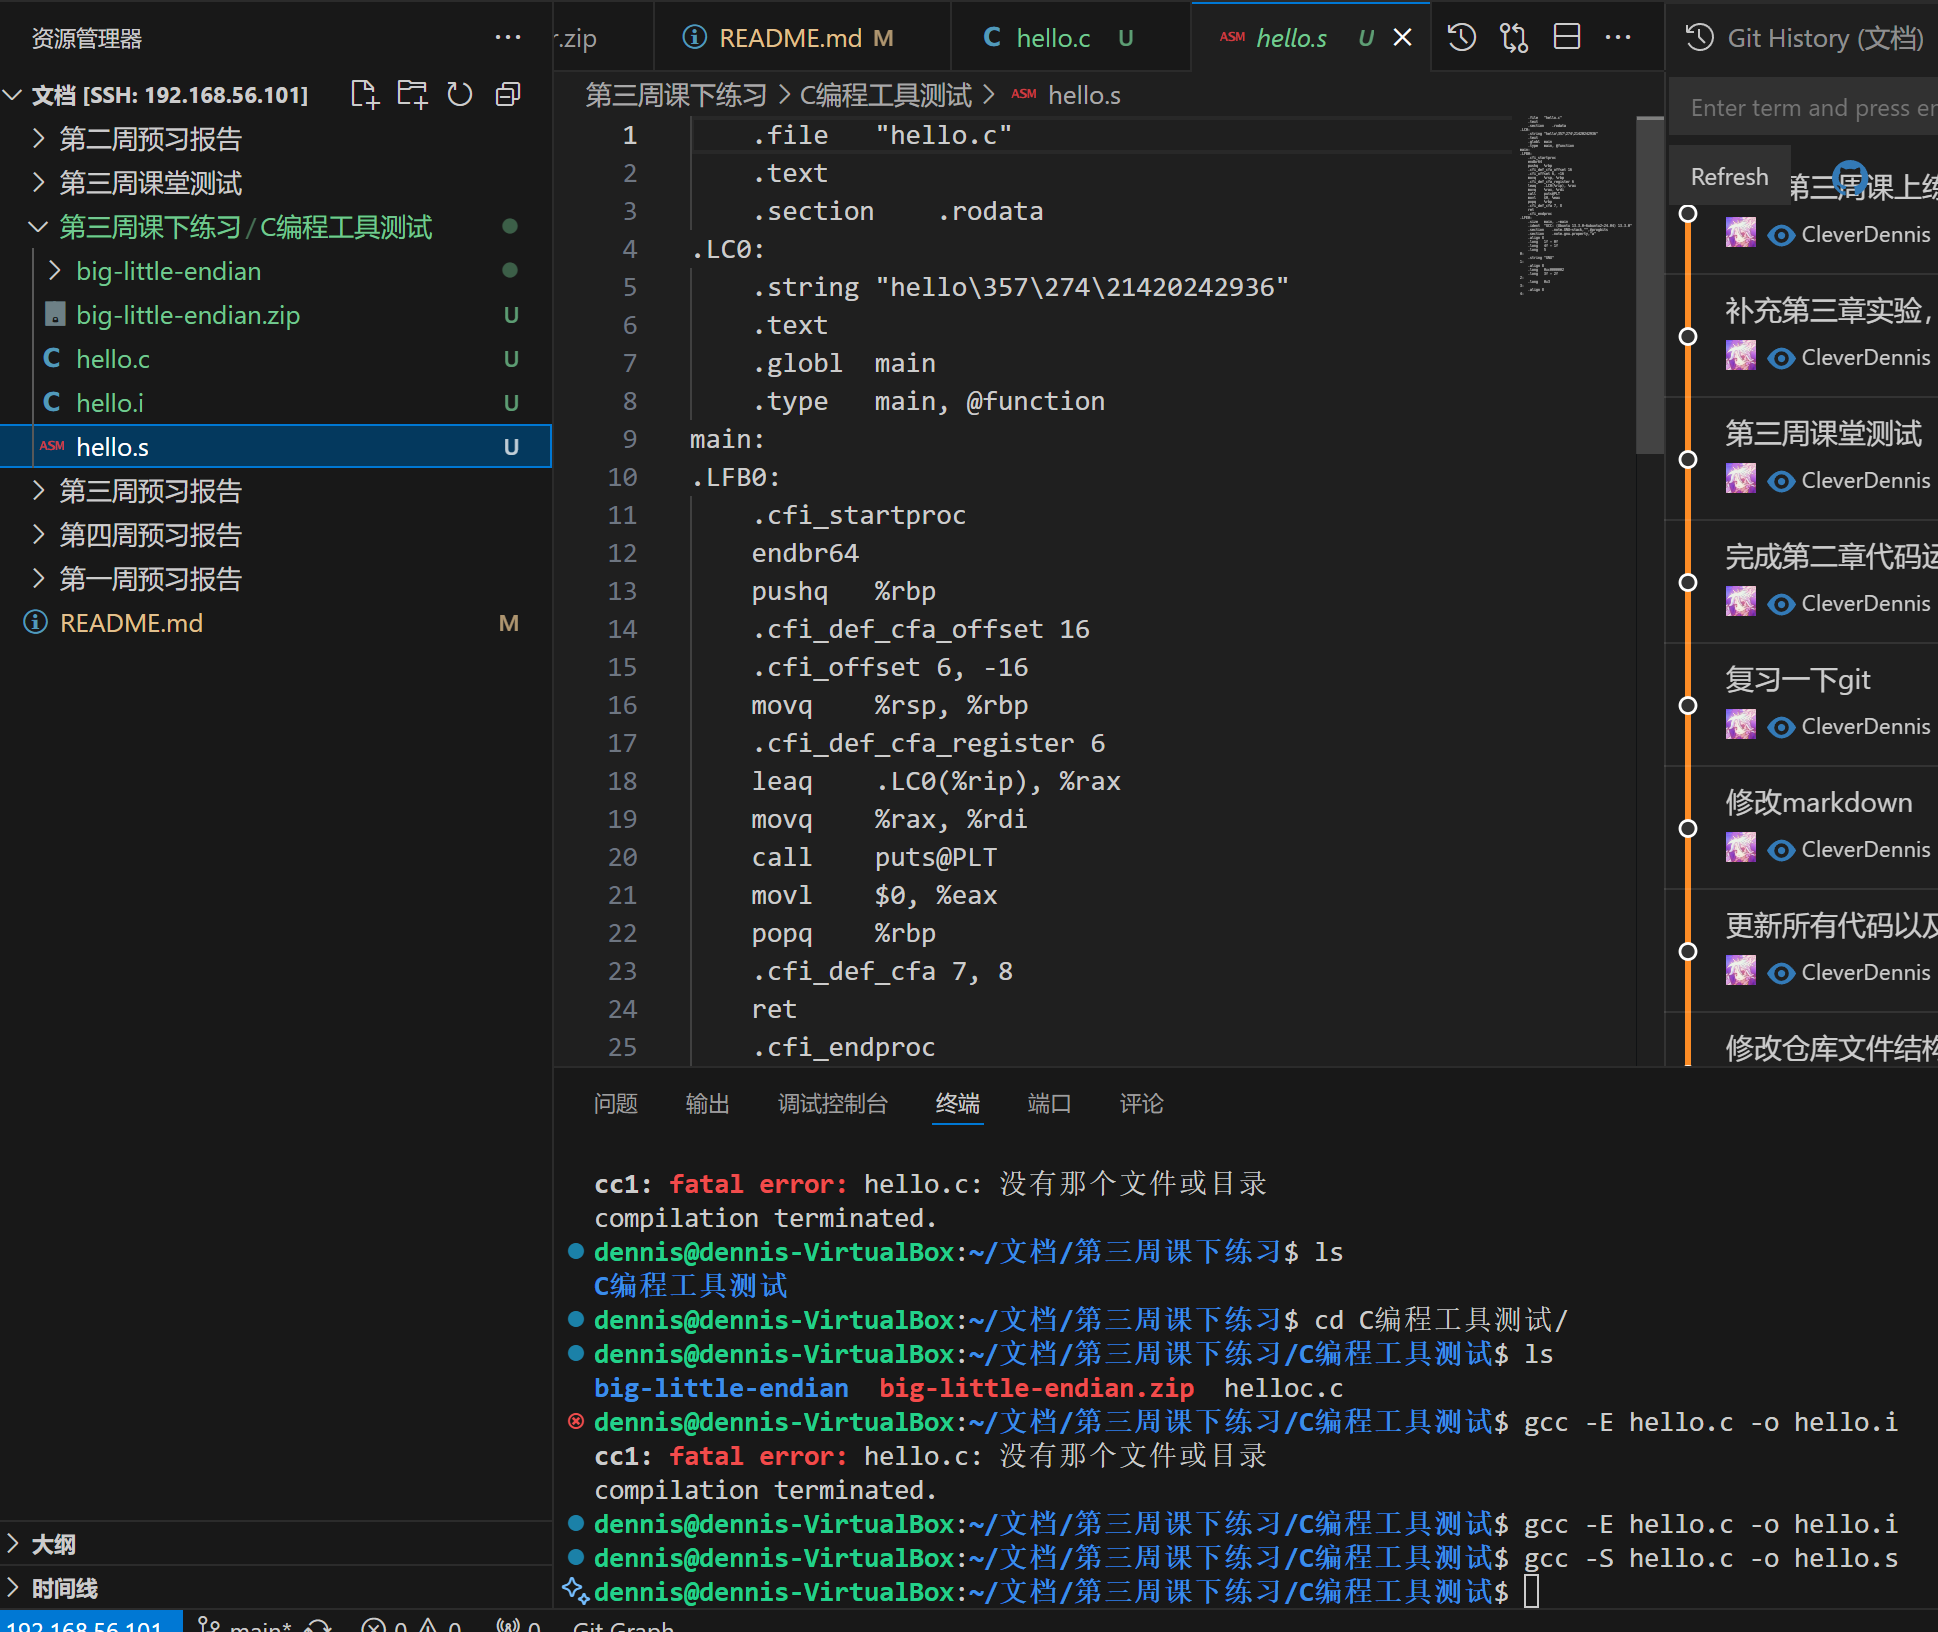 资源管理器
文档 [SSH: 192.168.56.101]
第二周预习报告
第三周课堂测试
第三周课下练习/C编程工具测试
big-little-endian
big-little-endian.zip U
hello.c U
hello.i U
ASM hello.s U
第三周预习报告
第四周预习报告
第一周预习报告
README.md M
大纲
时间线
.zip
README.md M
C hello.c U
ASM hello.s U
第三周课下练习 > C编程工具测试 > ASM hello.s
1 .file "hello.c"
2 .text
3 .section .rodata
4 .LC0:
5 .string "hello\357\274\21420242936"
6 .text
7 .globl main
8 .type main, @function
9 main:
10 .LFB0:
11 .cfi_startproc
12 endbr64
13 pushq %rbp
14 .cfi_def_cfa_offset 16
15 .cfi_offset 6, -16
16 movq %rsp, %rbp
17 .cfi_def_cfa_register 6
18 leaq .LC0(%rip), %rax
19 movq %rax, %rdi
20 call puts@PLT
21 movl $0, %eax
22 popq %rbp
23 .cfi_def_cfa 7, 8
24 ret
25 .cfi_endproc
Git History (文档)
Enter term and press en
Refresh
第三周课上练
CleverDennis
补充第三章实验，
CleverDennis
第三周课堂测试
CleverDennis
完成第二章代码运
CleverDennis
复习一下git
CleverDennis
修改markdown
CleverDennis
更新所有代码以及
CleverDennis
修改仓库文件结构
问题 输出 调试控制台 终端 端口 评论
cc1: fatal error: hello.c: 没有那个文件或目录
compilation terminated.
dennis@dennis-VirtualBox:~/文档/第三周课下练习$ ls
C编程工具测试
dennis@dennis-VirtualBox:~/文档/第三周课下练习$ cd C编程工具测试/
dennis@dennis-VirtualBox:~/文档/第三周课下练习/C编程工具测试$ ls
big-little-endian big-little-endian.zip helloc.c
dennis@dennis-VirtualBox:~/文档/第三周课下练习/C编程工具测试$ gcc -E hello.c -o hello.i
cc1: fatal error: hello.c: 没有那个文件或目录
compilation terminated.
dennis@dennis-VirtualBox:~/文档/第三周课下练习/C编程工具测试$ gcc -E hello.c -o hello.i
dennis@dennis-VirtualBox:~/文档/第三周课下练习/C编程工具测试$ gcc -S hello.c -o hello.s
dennis@dennis-VirtualBox:~/文档/第三周课下练习/C编程工具测试$
192.168.56.101 main* 0 0 0 Git Graph